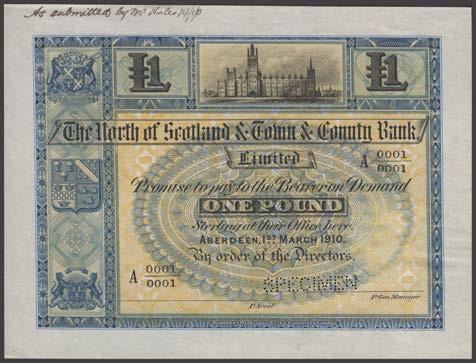 As submitted by Mr Hales
£1 £1
The North of Scotland & Town & County Bank
Limited
A 0001
0001
Promise to pay to the Bearer on Demand
ONE POUND
Sterling at their Office here.
ABERDEEN, 1ST MARCH 1910.
By order of the Directors.
A 0001
0001
SPECIMEN
P. Acct
P. Gen. Manager